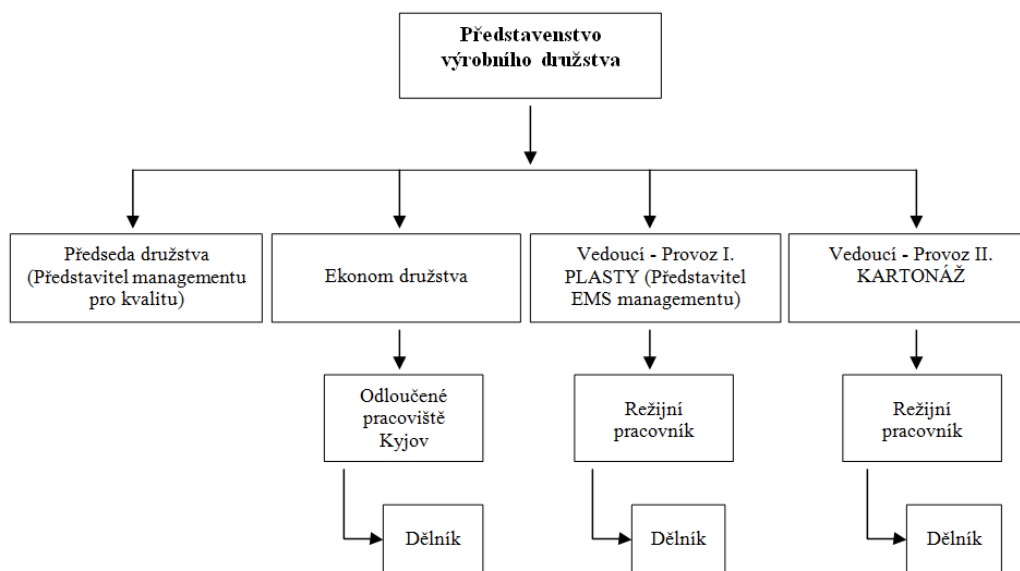 Představenstvo
výrobního družstva
Předseda družstva
(Představitel managementu
pro kvalitu)
Ekonom družstva
Vedoucí - Provoz I.
PLASTY (Představitel
EMS managementu)
Vedoucí - Provoz II.
KARTONÁŽ
Odloučené
pracoviště
Kyjov
Režijní
pracovník
Režijní
pracovník
Dělník
Dělník
Dělník